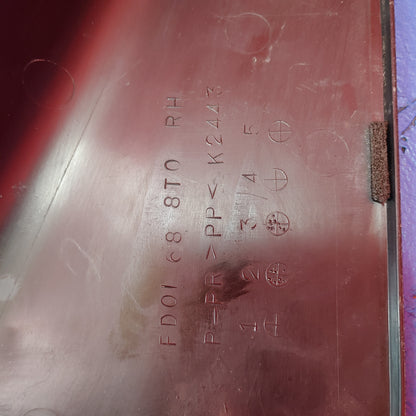 FD01 68 8T0 RH
P-PR >PP< K2443
1 2 3 / 4 5